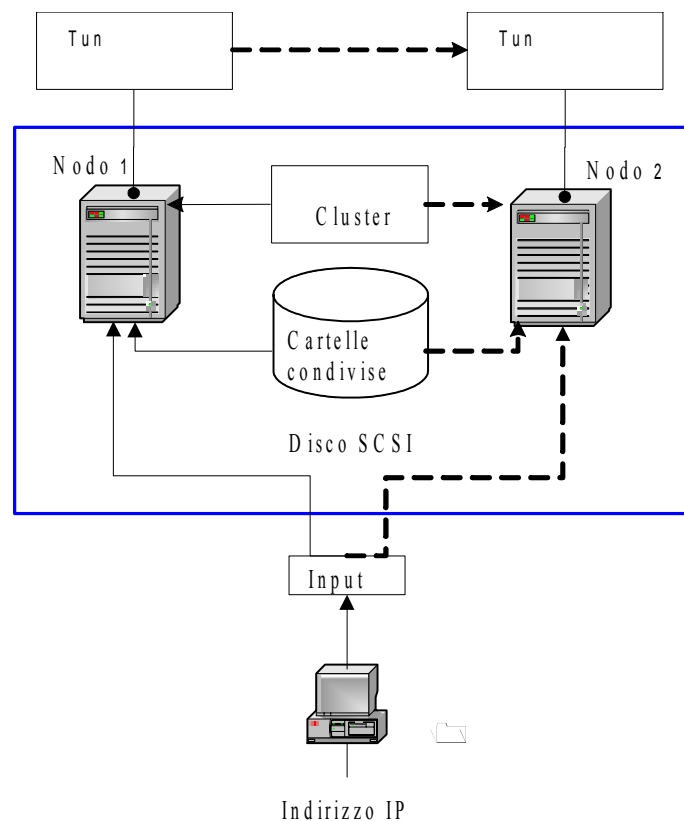 Tun
Tun
Nodo 1
Nodo 2
Cluster
Cartelle
condivise
Disco SCSI
Input
Indirizzo IP